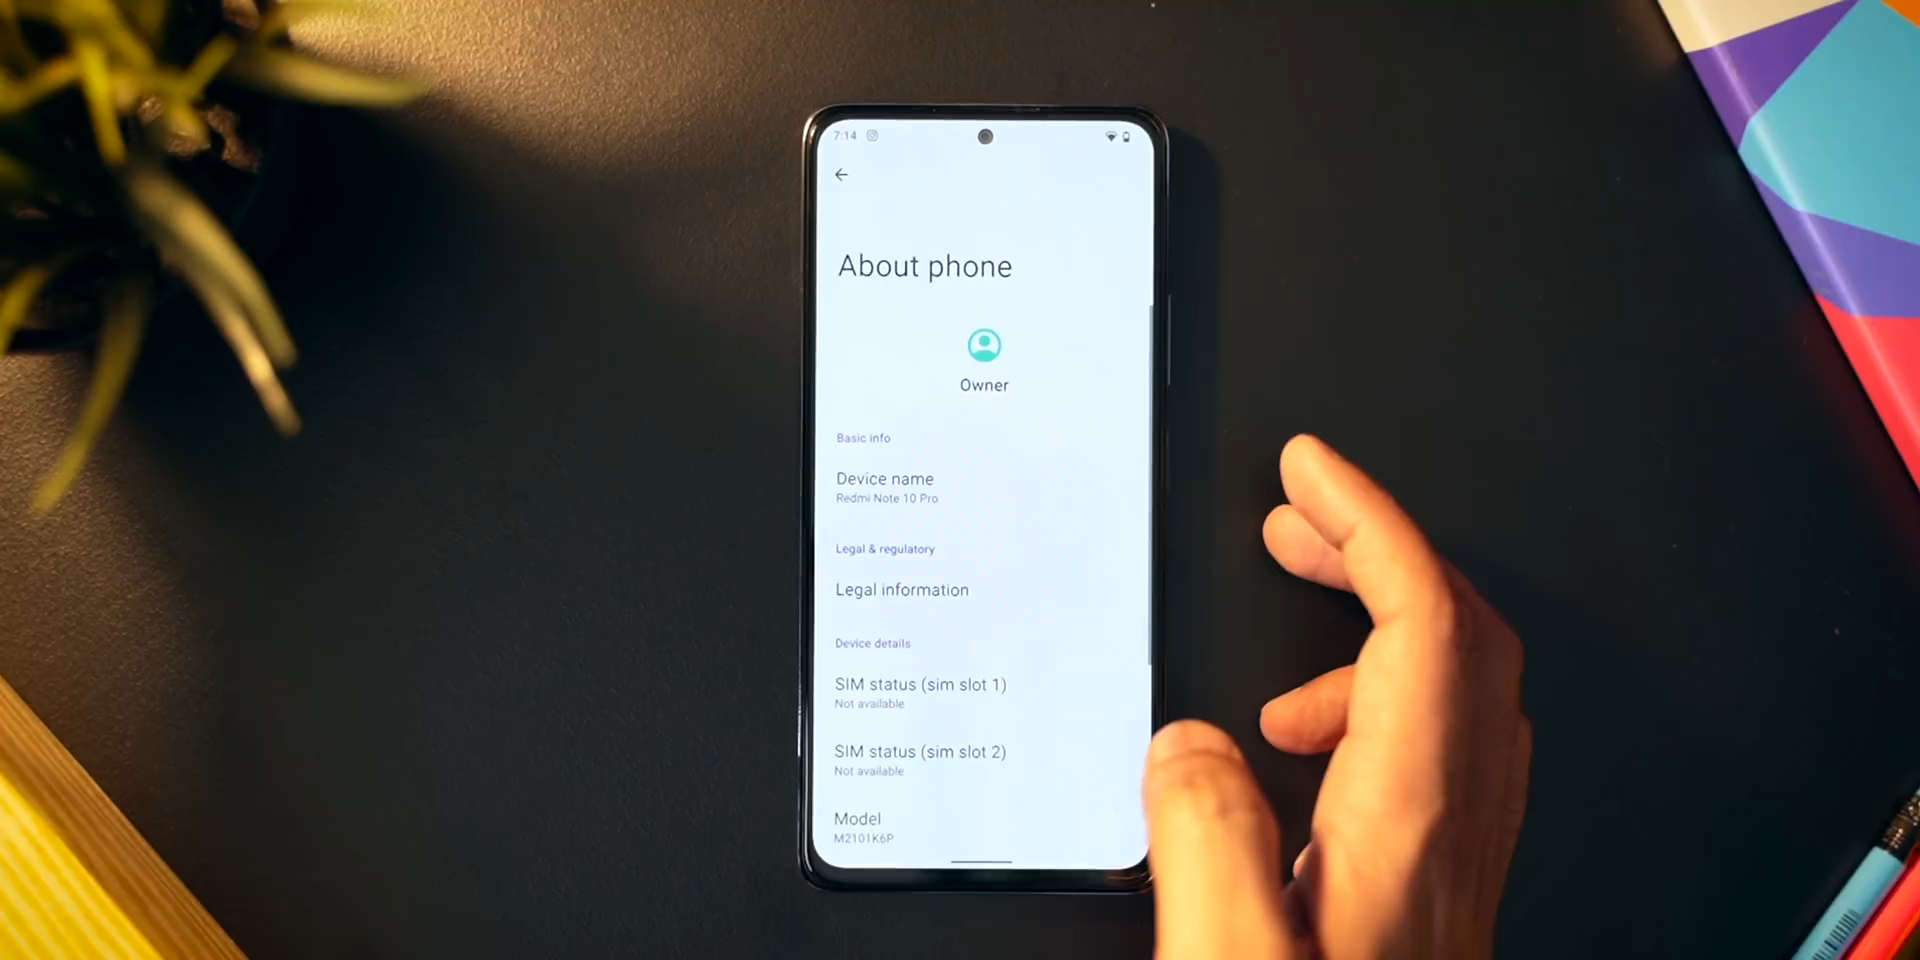 7:14
About phone
Owner
Basic info
Device name
Redmi Note 10 Pro
Legal & regulatory
Legal information
Device details
SIM status (sim slot 1)
Not available
SIM status (sim slot 2)
Not available
Model
M2101K6P